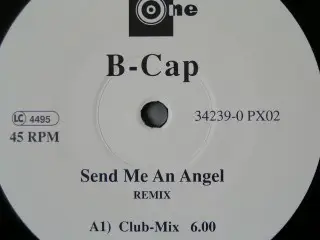 One
B-Cap
LC 4495
34239-0 PX02
45 RPM
Send Me An Angel
REMIX
A1) Club-Mix 6.00